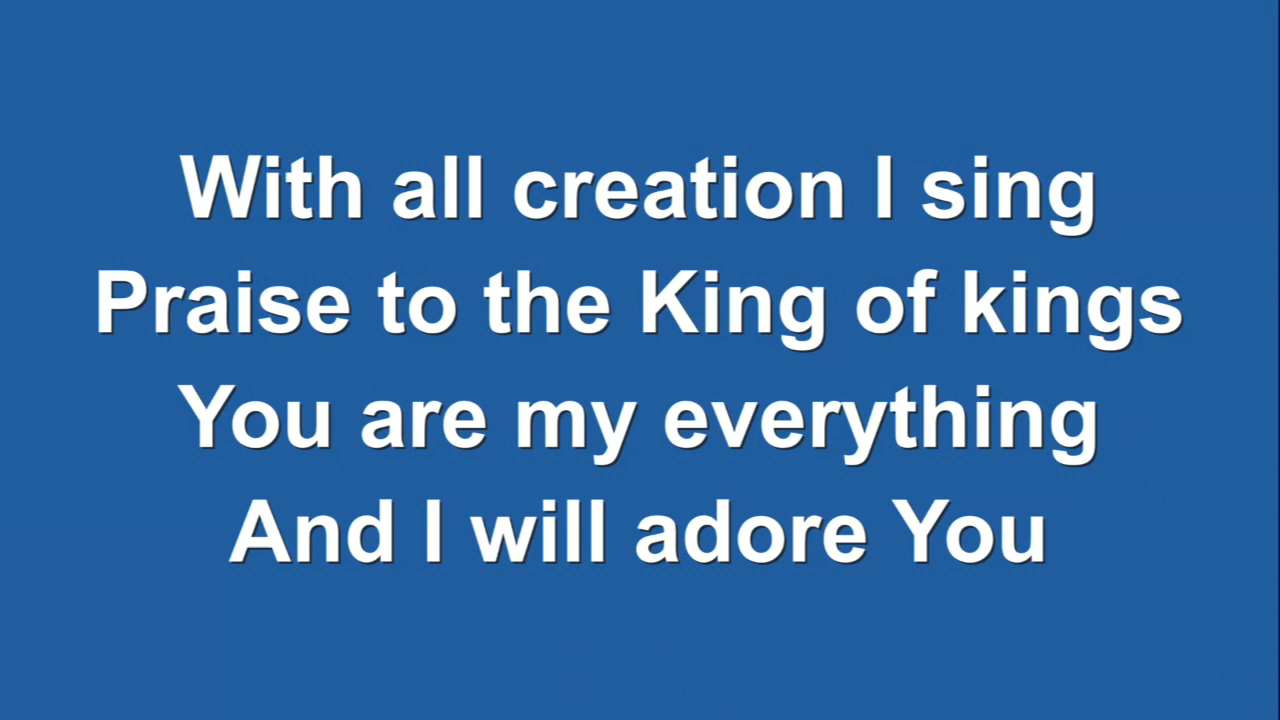 With all creation I sing
Praise to the King of kings
You are my everything
And I will adore You